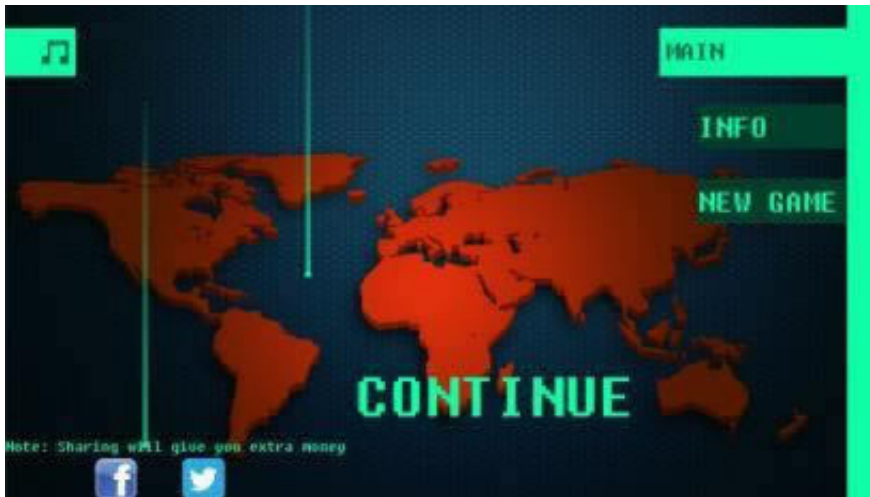 MAIN
INFO
NEW GAME
CONTINUE
Note: Sharing will give you extra money